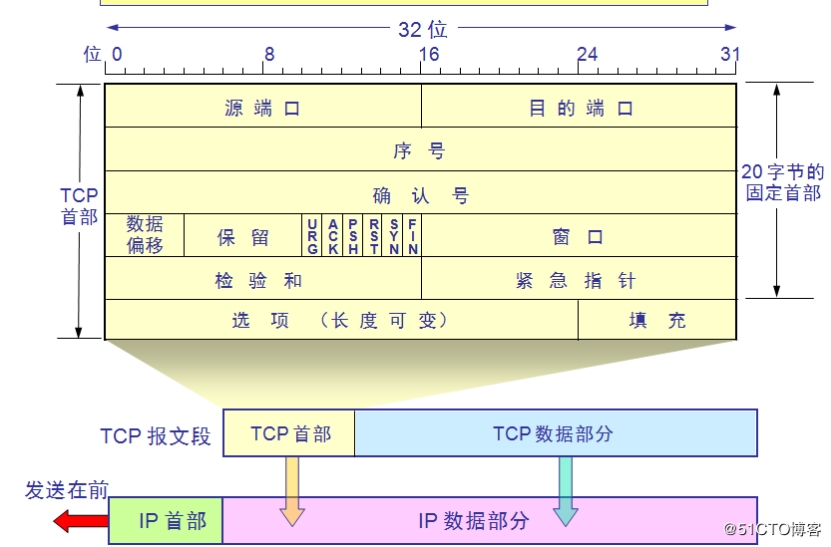 32 位
位 0 8 16 24 31
源 端 口 目 的 端 口
序 号
TCP
首部
20 字节的
固定首部
确 认 号
数据
偏移
保 留
URG
ACK
PSH
RST
SYN
FIN
窗 口
检 验 和 紧 急 指 针
选 项 （长 度 可 变） 填 充
TCP 报文段 TCP 首部 TCP 数据部分
发送在前
IP 首部 IP 数据部分
@51CTO博客